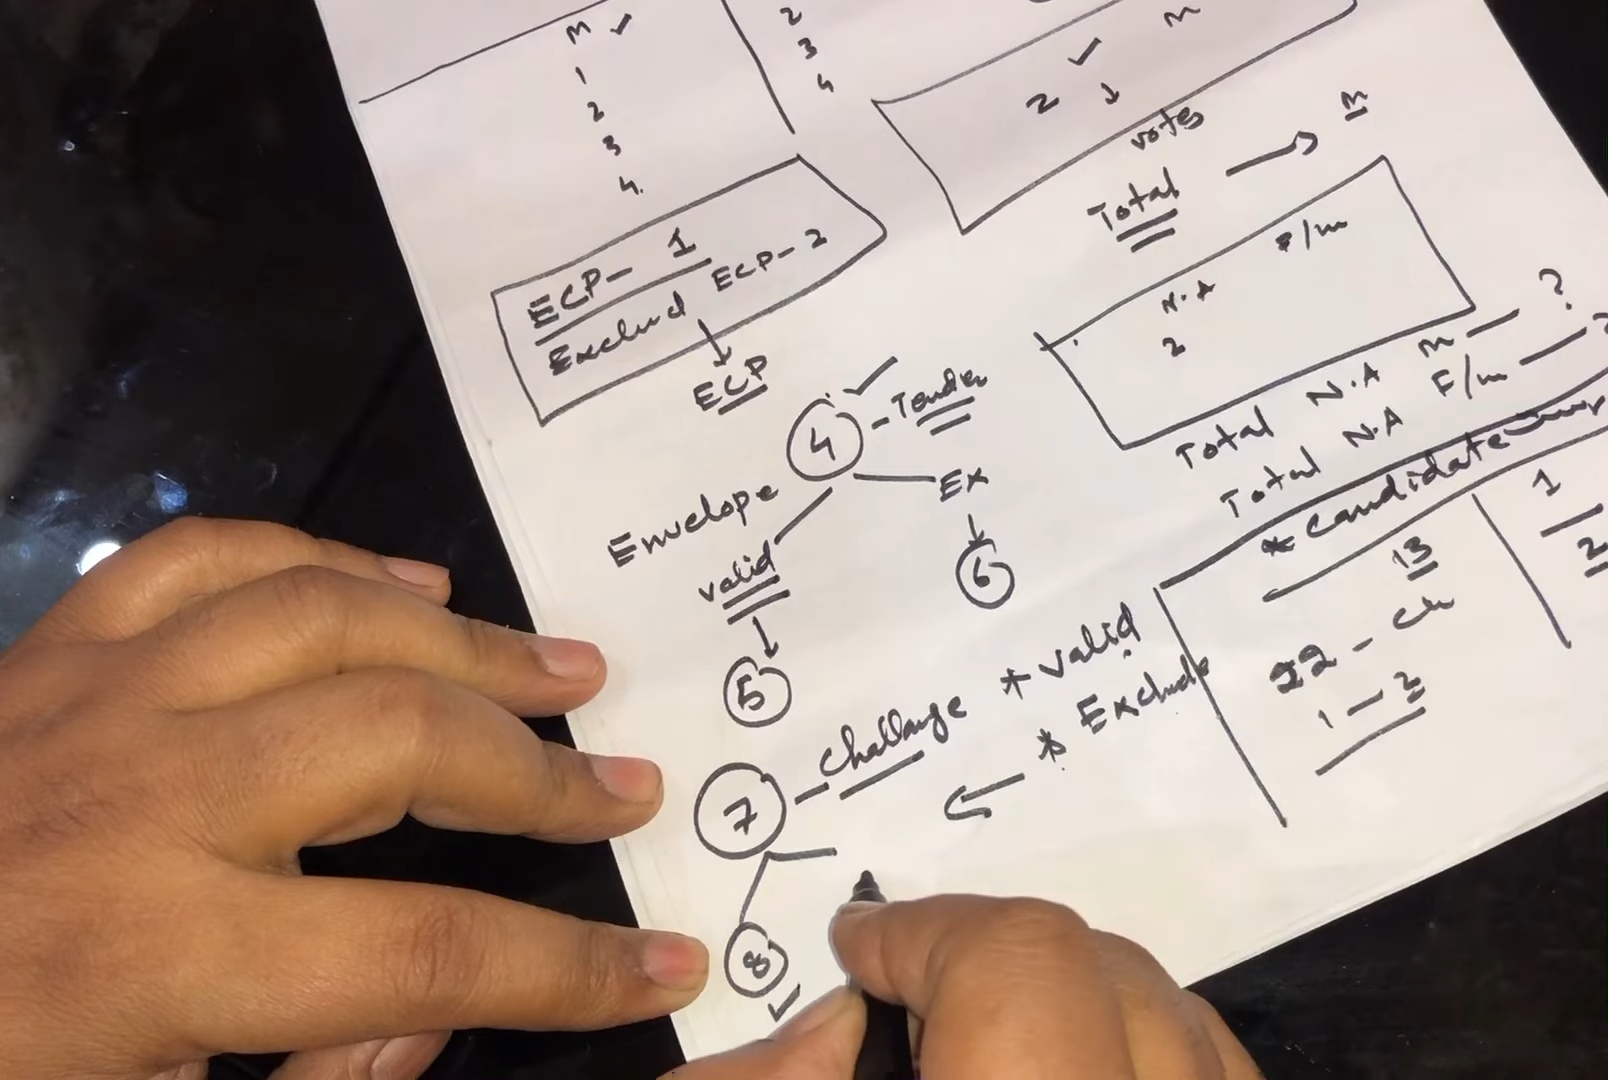 M ✓
1
2
3
4
2
3
4
M
✓
2 ↓
votes
Total → M
ECP- 1
Exclud ECP-2
ECP
N.A F/m
2
Total N.A M — ?
Total N.A F/m — ?
④ - Tender ✓
Envelope
valid
Ex
⑤
⑥
* Candidate
13
22 -
1 - 2
1
2
⑦ - Challange * valid
* Exclude
⑧ ✓